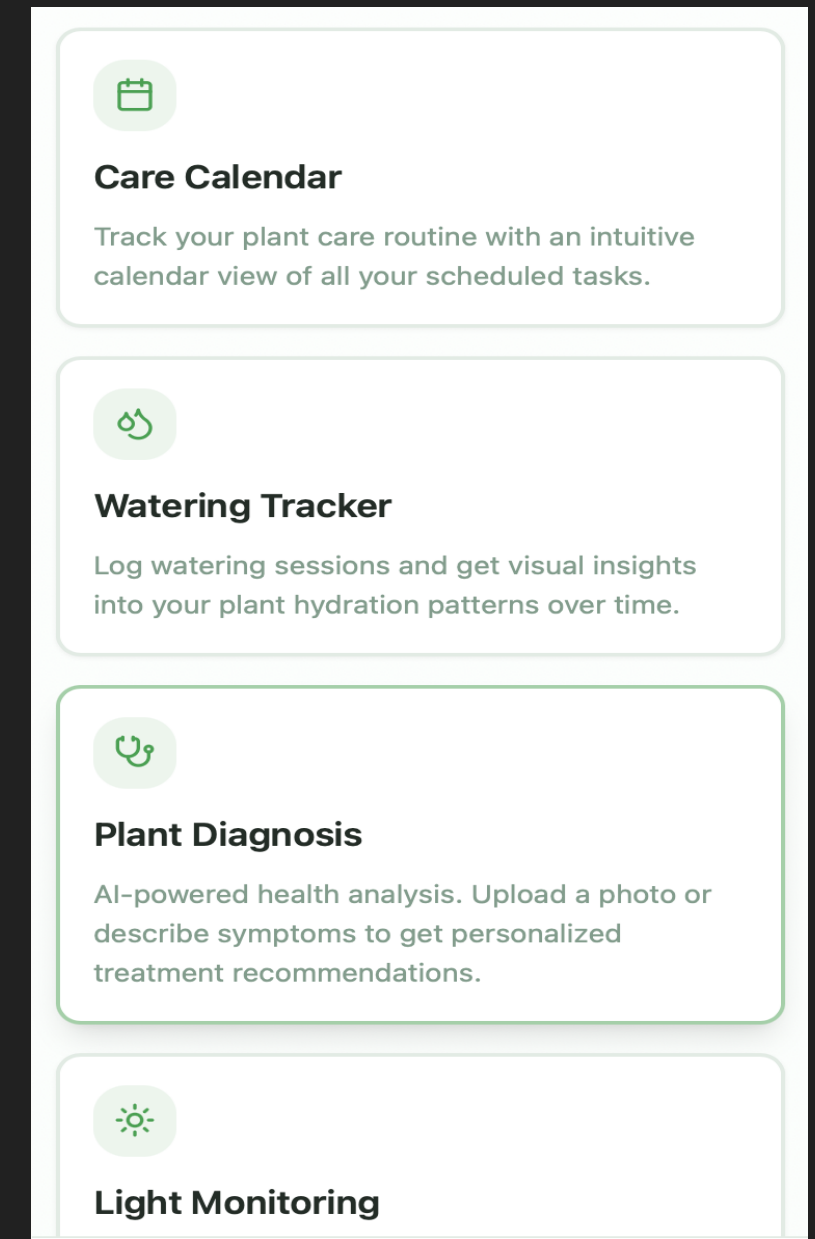 Care Calendar
Track your plant care routine with an intuitive
calendar view of all your scheduled tasks.
Watering Tracker
Log watering sessions and get visual insights
into your plant hydration patterns over time.
Plant Diagnosis
AI-powered health analysis. Upload a photo or
describe symptoms to get personalized
treatment recommendations.
Light Monitoring